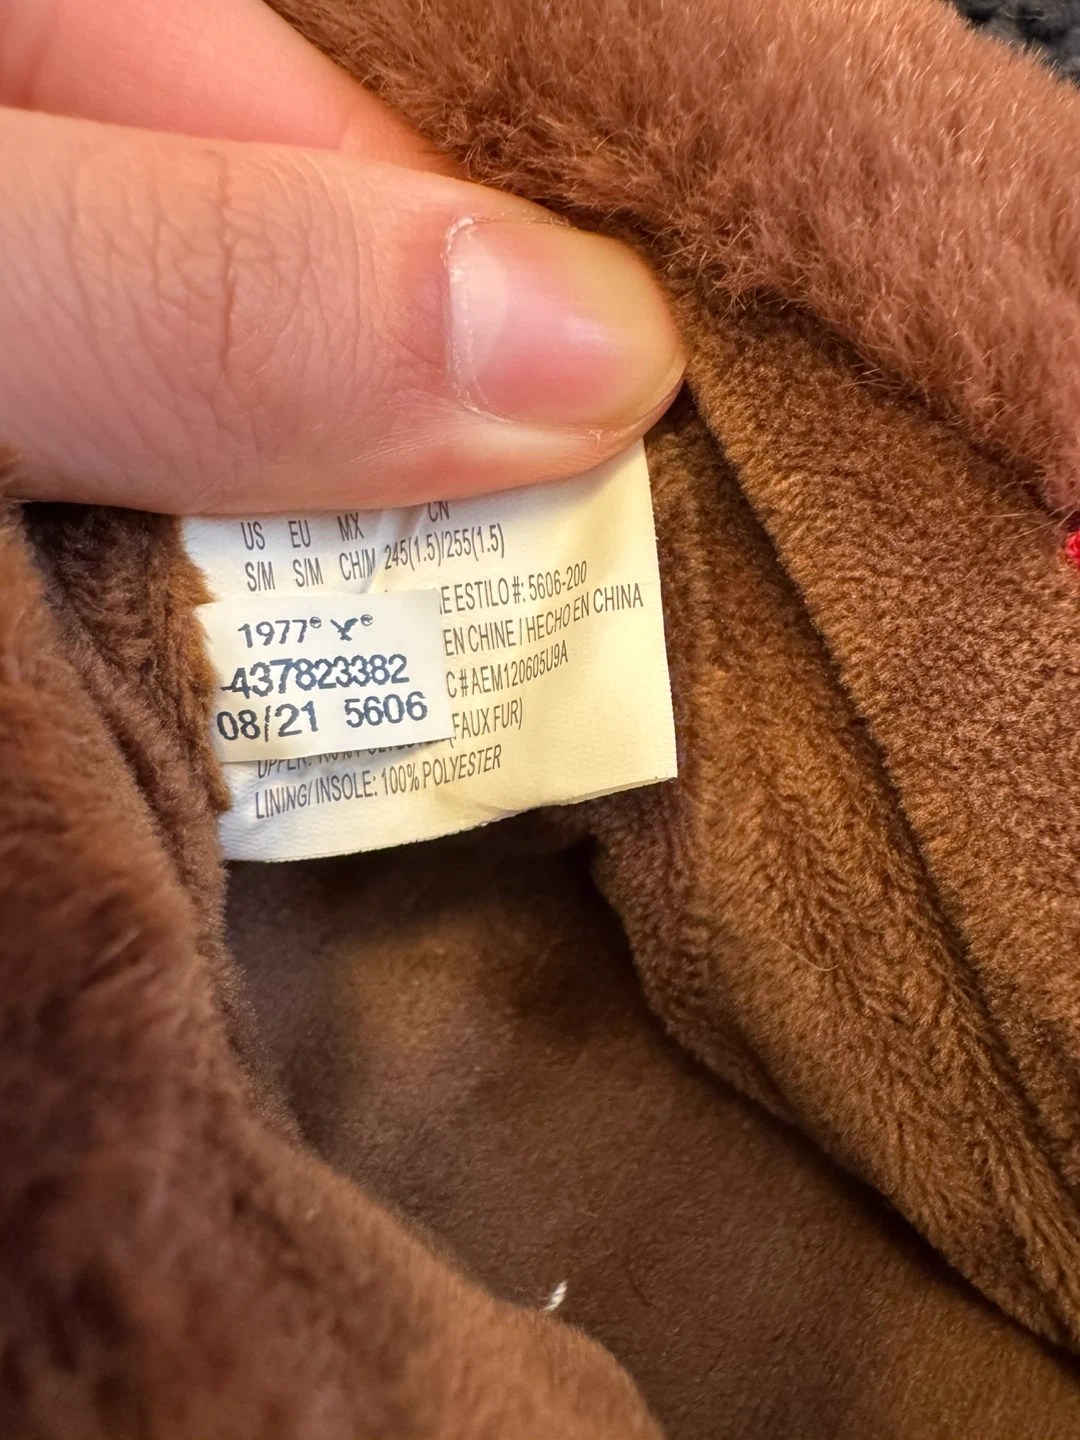 US EU MX CN
S/M S/M CH/M 245(1.5)/255(1.5)
E ESTILO #: 5606-200
EN CHINE / HECHO EN CHINA
C # AEM120605U9A
1977
437823382
08/21 5606
(FAUX FUR)
LINING/INSOLE: 100% POLYESTER